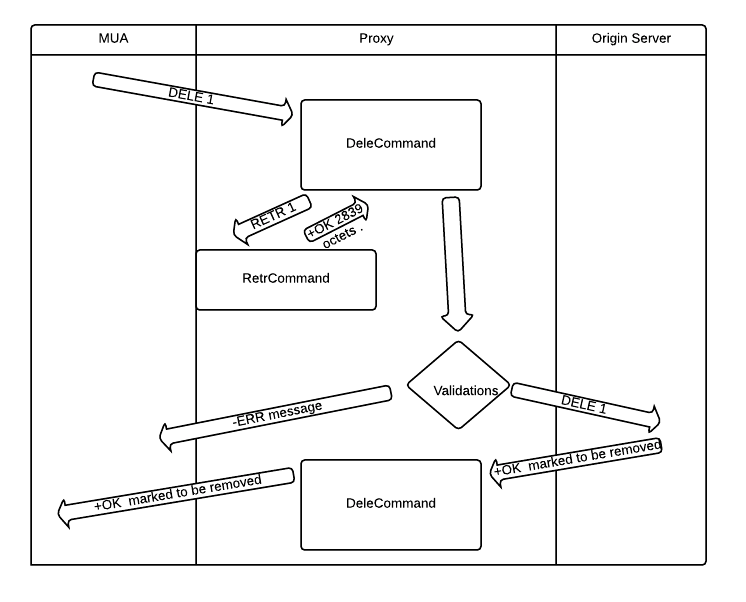 MUA
Proxy
Origin Server
DELE 1
DeleCommand
RETR 1
+OK 2839
octets .
RetrCommand
Validations
DELE 1
-ERR message
+OK  marked to be removed
DeleCommand
+OK  marked to be removed